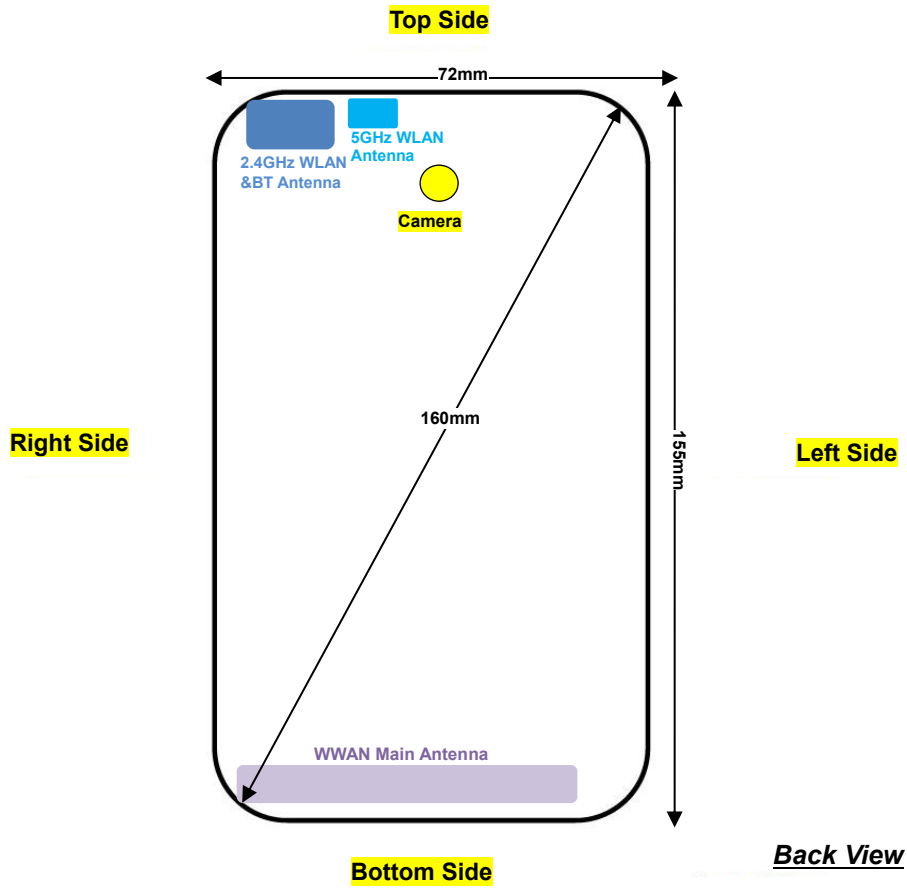 Top Side
72mm
5GHz WLAN
Antenna
2.4GHz WLAN
&BT Antenna
Camera
160mm
155mm
Right Side
Left Side
WWAN Main Antenna
Back View
Bottom Side